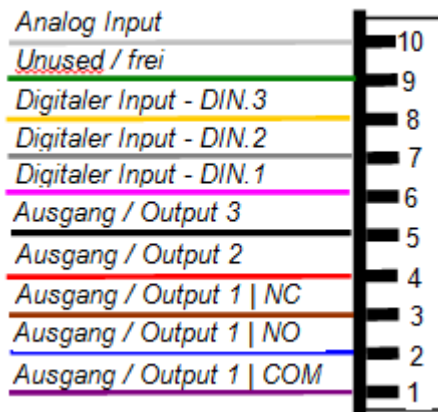 Analog Input
10
Unused / frei
9
Digitaler Input - DIN.3
8
Digitaler Input - DIN.2
7
Digitaler Input - DIN.1
6
Ausgang / Output 3
5
Ausgang / Output 2
4
Ausgang / Output 1 | NC
3
Ausgang / Output 1 | NO
2
Ausgang / Output 1 | COM
1